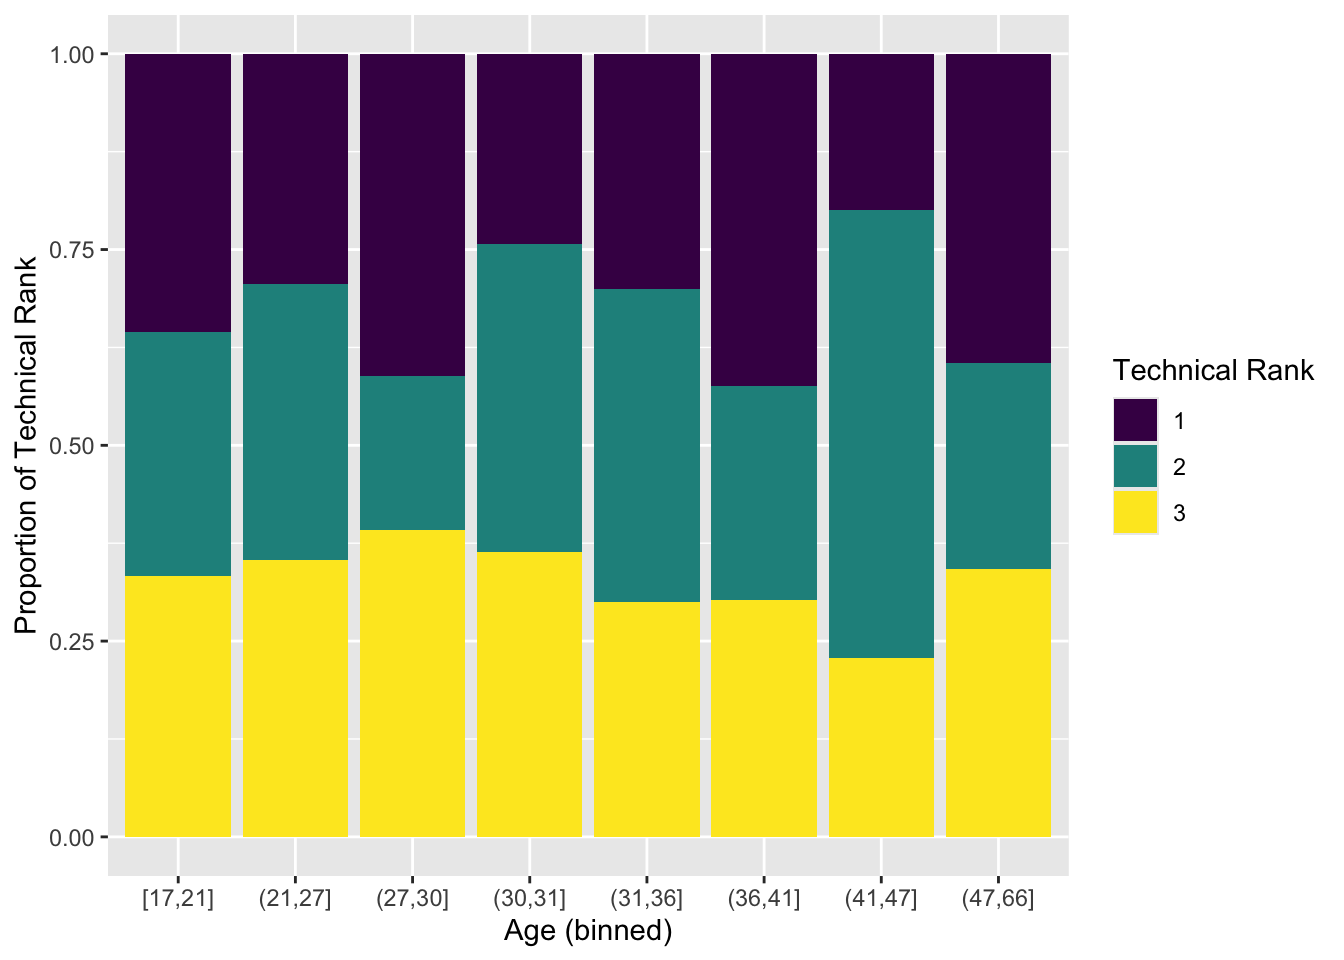 Proportion of Technical Rank
1.00
0.75
0.50
0.25
0.00
[17,21] (21,27] (27,30] (30,31] (31,36] (36,41] (41,47] (47,66]
Age (binned)
Technical Rank
1
2
3